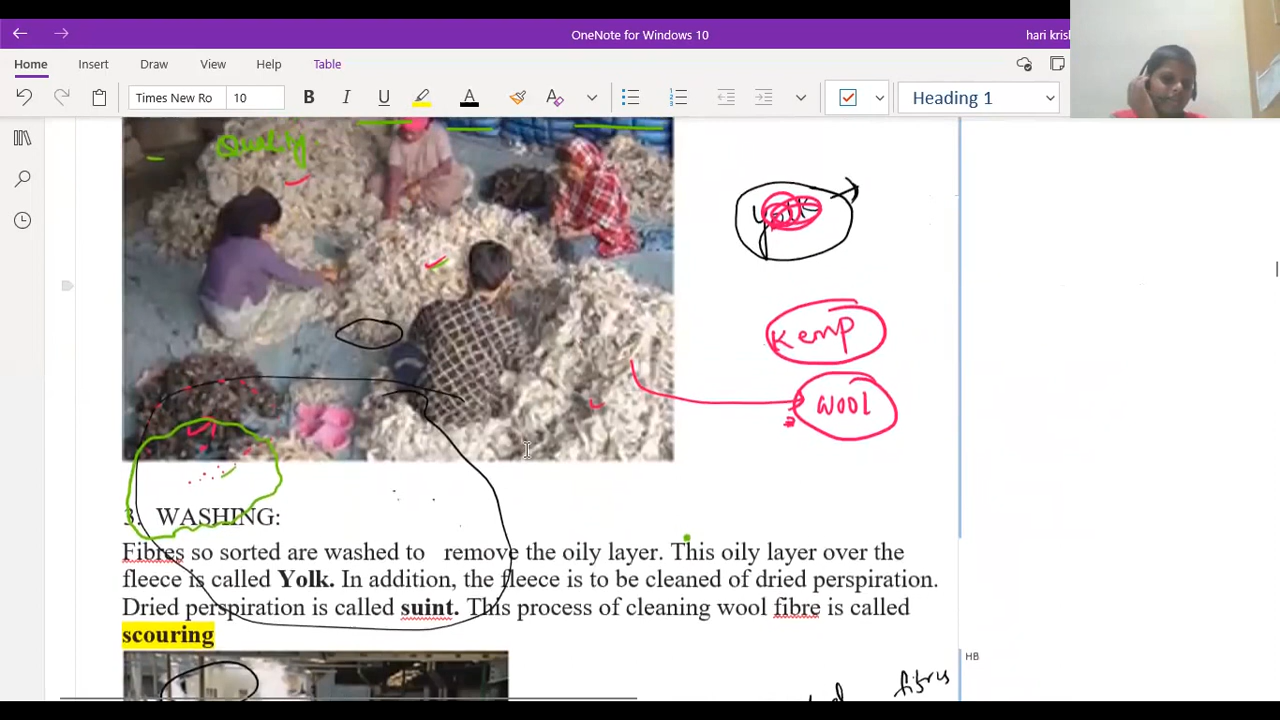 OneNote for Windows 10
hari krish
Home Insert Draw View Help Table
Times New Ro 10 B I U A Heading 1
Quality
yolk
Kemp
WOOL
3. WASHING:
Fibres so sorted are washed to remove the oily layer. This oily layer over the
fleece is called Yolk. In addition, the fleece is to be cleaned of dried perspiration.
Dried perspiration is called suint. This process of cleaning wool fibre is called
scouring
HB
fibrus